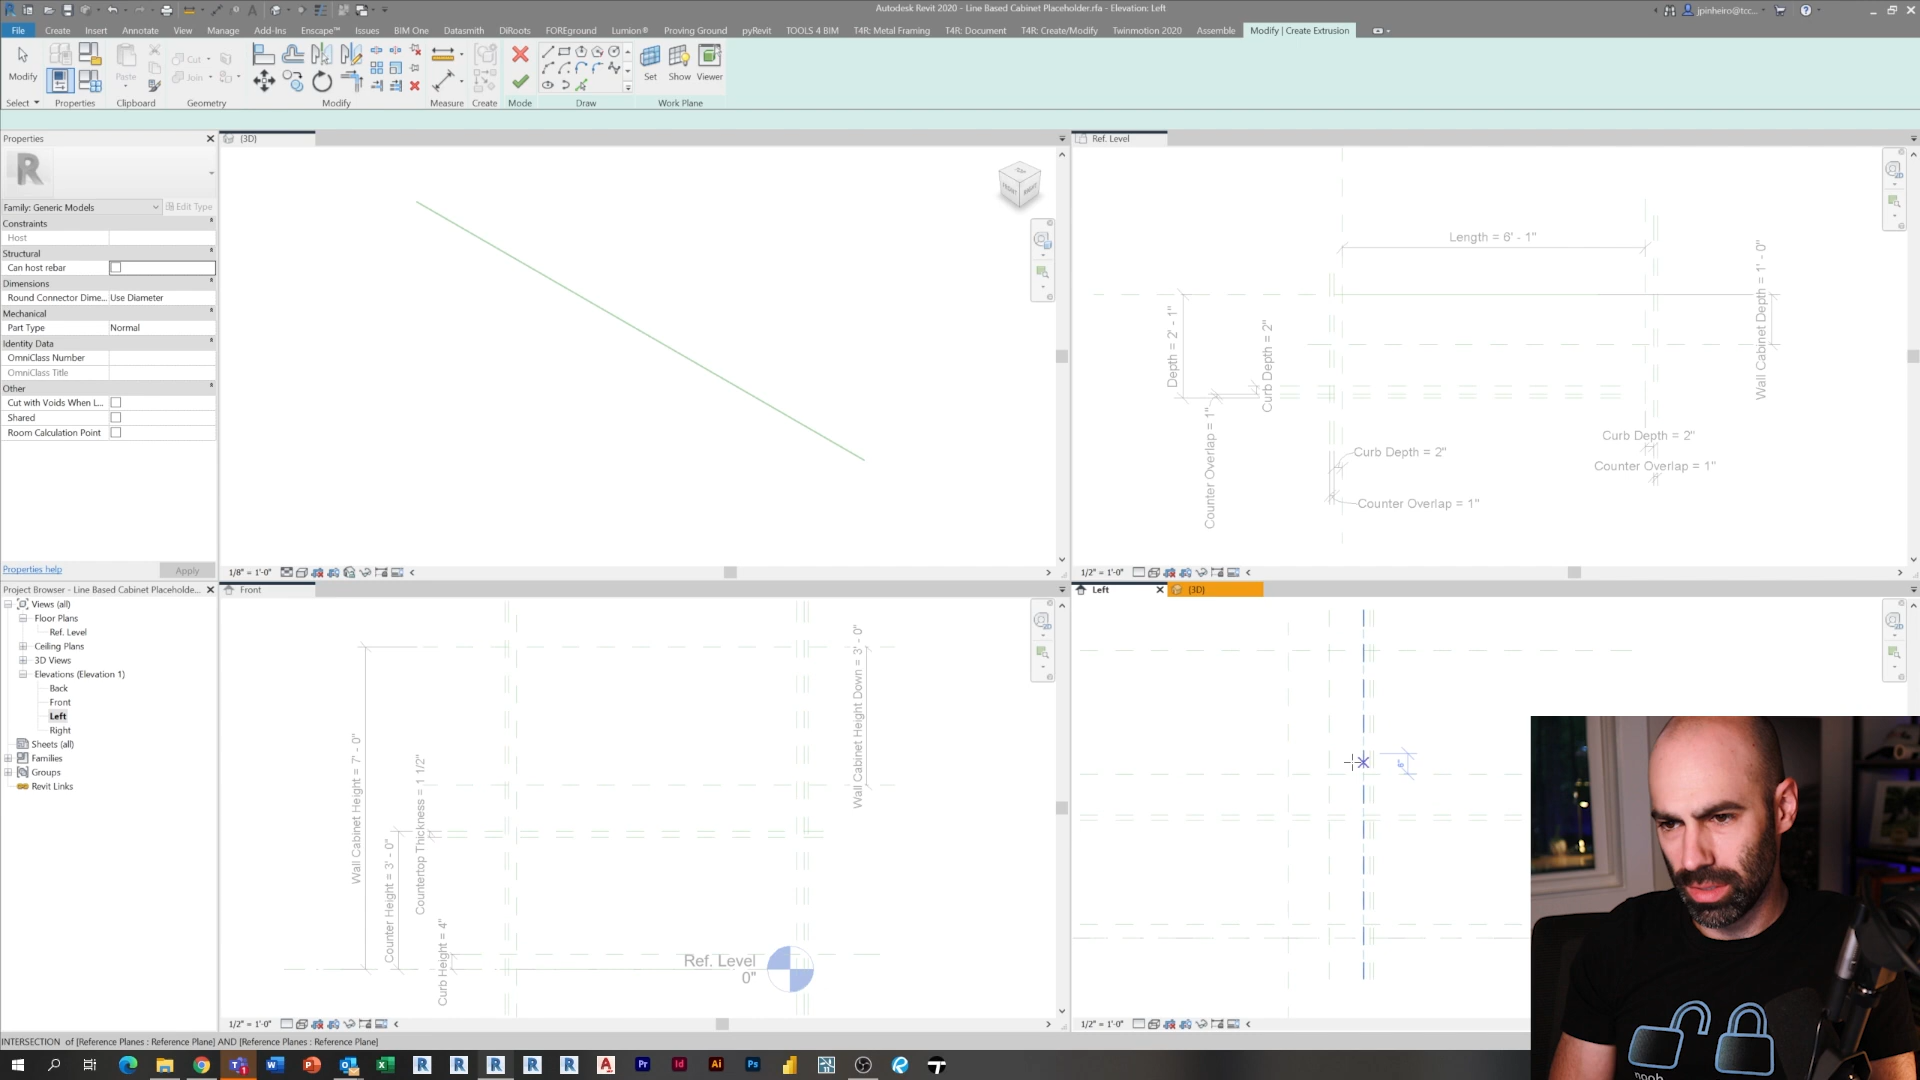 Autodesk Revit 2020 - Line Based Cabinet Placeholder.rfa - Elevation: Left
jpinheiro@tcc...
File Create Insert Annotate View Manage Add-Ins Enscape™ Issues BIM One Datasmith DiRoots FOREground Lumion® Proving Ground pyRevit TOOLS 4 BIM T4R: Metal Framing T4R: Document T4R: Create/Modify Twinmotion 2020 Assemble Modify | Create Extrusion
Modify Paste Cut Join Set Show Viewer
Select Properties Clipboard Geometry Modify Measure Create Mode Draw Work Plane
Properties
Family: Generic Models Edit Type
Constraints
Host
Structural
Can host rebar
Dimensions
Round Connector Dime... Use Diameter
Mechanical
Part Type Normal
Identity Data
OmniClass Number
OmniClass Title
Other
Cut with Voids When L...
Shared
Room Calculation Point
Properties help Apply
Project Browser - Line Based Cabinet Placeholde...
Views (all)
Floor Plans
Ref. Level
Ceiling Plans
3D Views
Elevations (Elevation 1)
Back
Front
Left
Right
Sheets (all)
Families
Groups
Revit Links
{3D}
TOP
FRONT RIGHT
1/8" = 1'-0"
Ref. Level
Length = 6' - 1"
Depth = 2' - 1"
Curb Depth = 2"
Wall Cabinet Depth = 1' - 0"
Counter Overlap = 1"
Curb Depth = 2"
Counter Overlap = 1"
Curb Depth = 2"
Counter Overlap = 1"
1/2" = 1'-0"
Front
Wall Cabinet Height = 7' - 0"
Counter Height = 3' - 0"
Countertop Thickness = 1 1/2"
Curb Height = 4"
Wall Cabinet Height Down = 3' - 0"
Ref. Level
0"
1/2" = 1'-0"
Left {3D}
6"
1/2" = 1'-0"
INTERSECTION of [Reference Planes : Reference Plane] AND [Reference Planes : Reference Plane]
noob